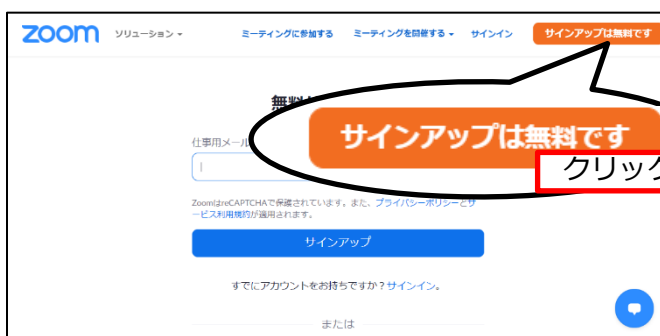 zoom ソリューション ミーティングに参加する ミーティングを開催する サインイン サインアップは無料です
無料
サインアップは無料です
仕事用メール
クリック
ZoomはreCAPTCHAで保護されています。また、プライバシーポリシーとサ
ービス利用規約が適用されます。
サインアップ
すでにアカウントをお持ちですか？サインイン。
または